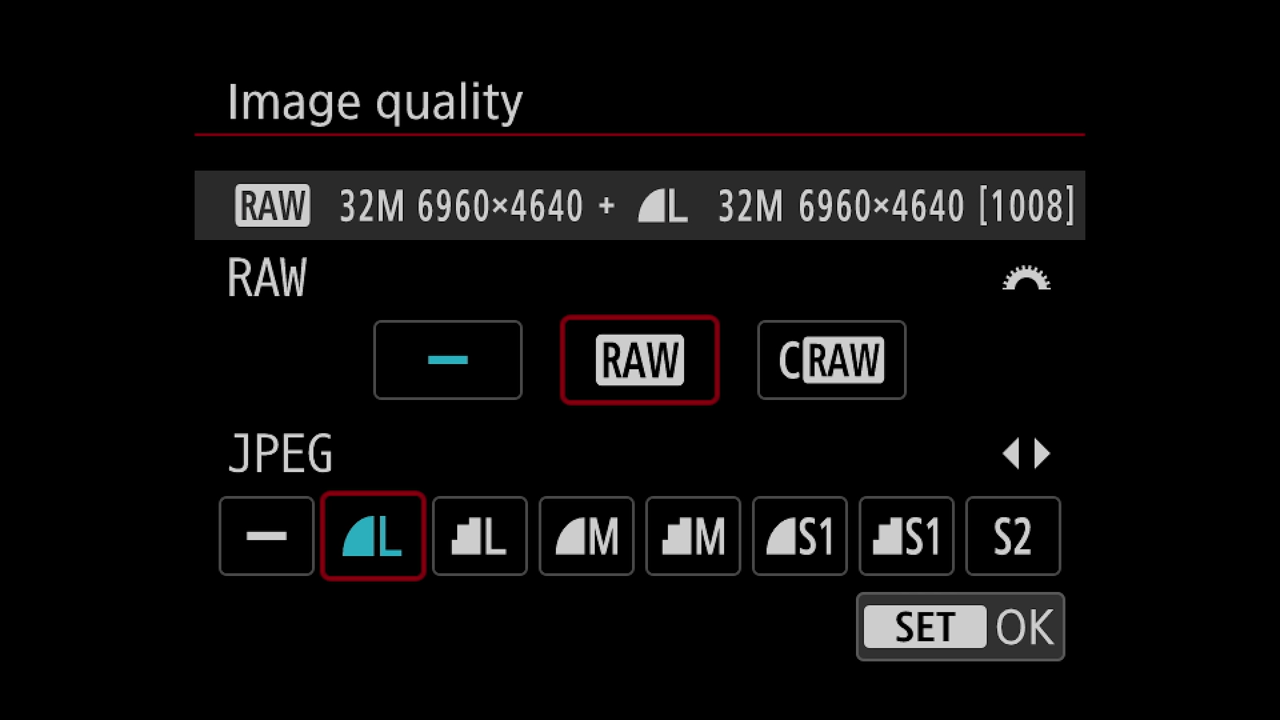 Image quality
RAW 32M 6960×4640 + L 32M 6960×4640 [1008]
RAW
— RAW CRAW
JPEG
— L L M M S1 S1 S2
SET OK